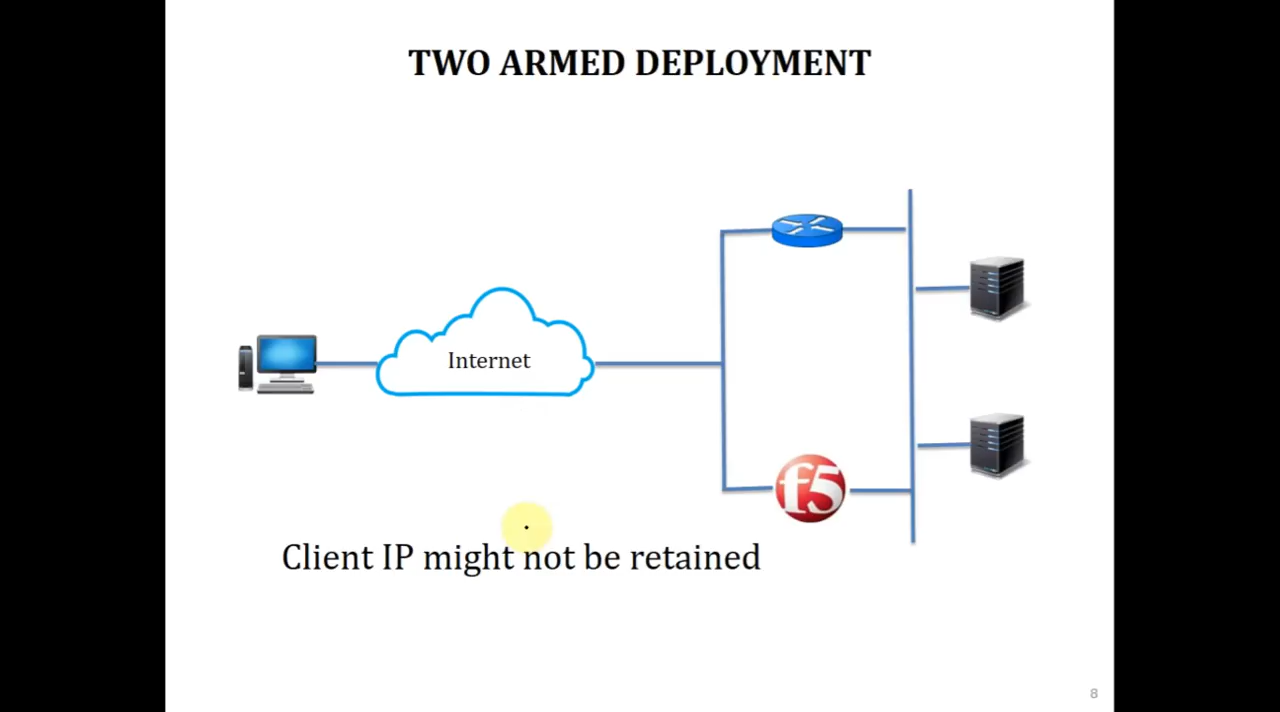 TWO ARMED DEPLOYMENT
Internet
f5
Client IP might not be retained
8